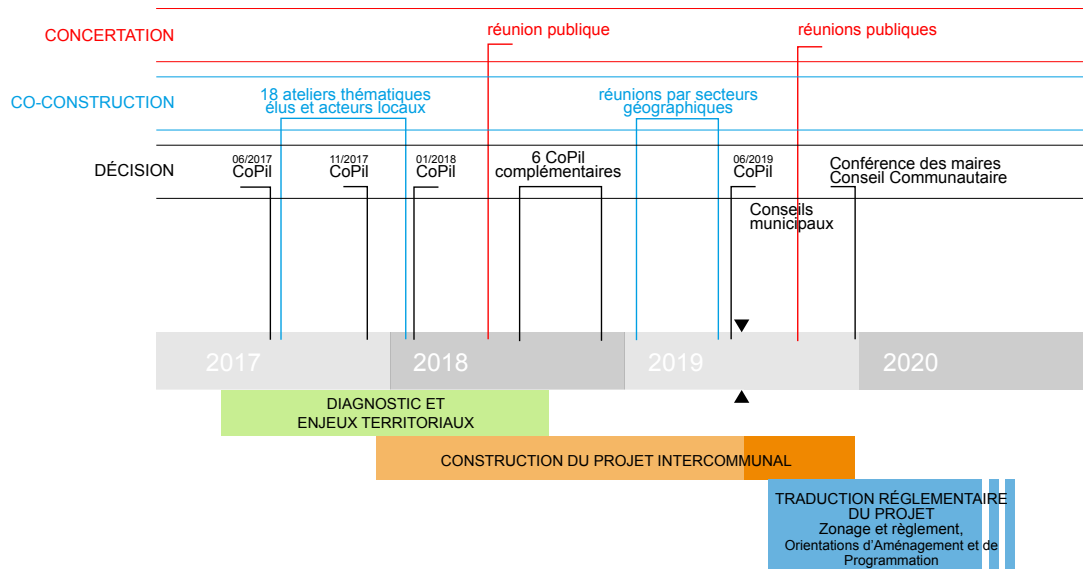 CONCERTATION
réunion publique
réunions publiques
CO-CONSTRUCTION
18 ateliers thématiques
élus et acteurs locaux
réunions par secteurs
géographiques
DÉCISION
06/2017
CoPil
11/2017
CoPil
01/2018
CoPil
6 CoPil
complémentaires
06/2019
CoPil
Conférence des maires
Conseil Communautaire
Conseils
municipaux
2017
2018
2019
2020
DIAGNOSTIC ET
ENJEUX TERRITORIAUX
CONSTRUCTION DU PROJET INTERCOMMUNAL
TRADUCTION RÉGLEMENTAIRE
DU PROJET
Zonage et règlement,
Orientations d'Aménagement et de
Programmation